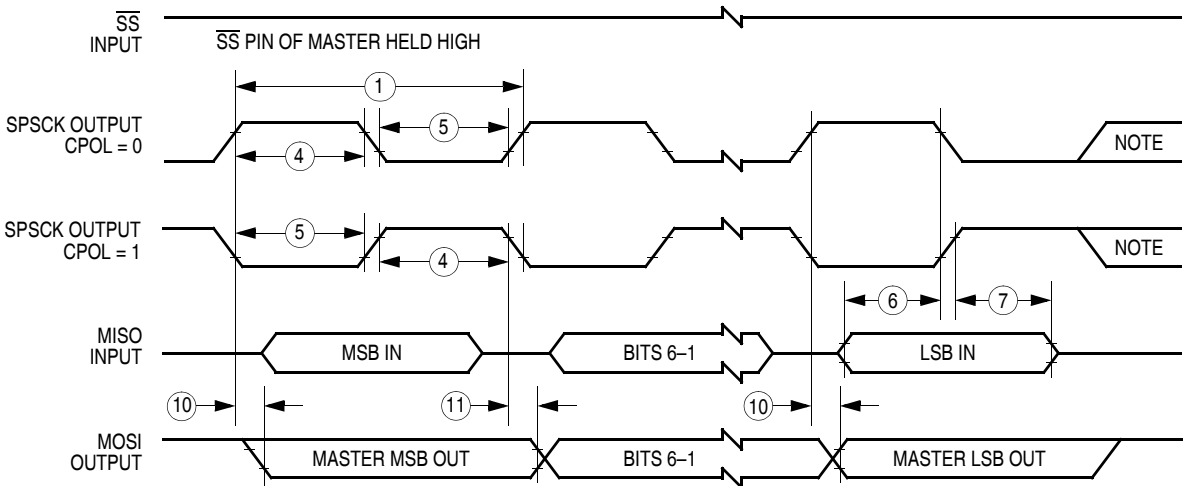 SS
INPUT
SS PIN OF MASTER HELD HIGH
1
SPSCK OUTPUT
CPOL = 0
5
4
NOTE
SPSCK OUTPUT
CPOL = 1
5
4
NOTE
6
7
MISO
INPUT
MSB IN
BITS 6–1
LSB IN
10
11
10
MOSI
OUTPUT
MASTER MSB OUT
BITS 6–1
MASTER LSB OUT